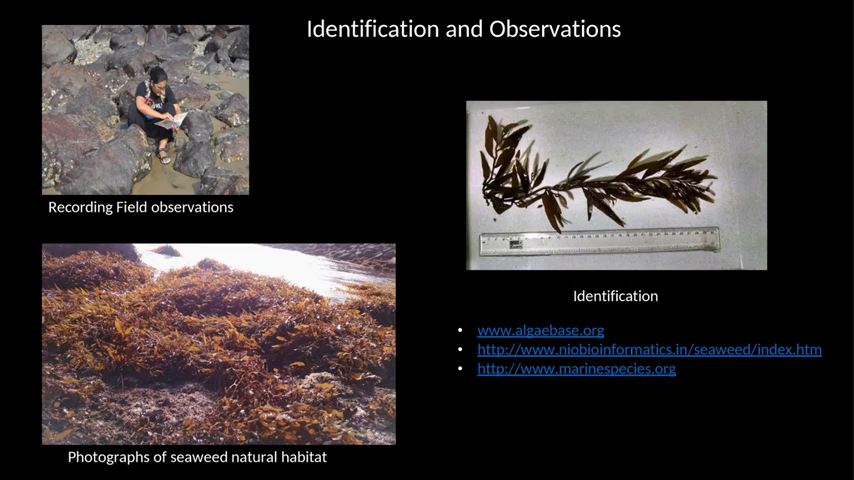 Identification and Observations
Recording Field observations
Identification
• www.algaebase.org
• http://www.niobioinformatics.in/seaweed/index.htm
• http://www.marinespecies.org
Photographs of seaweed natural habitat